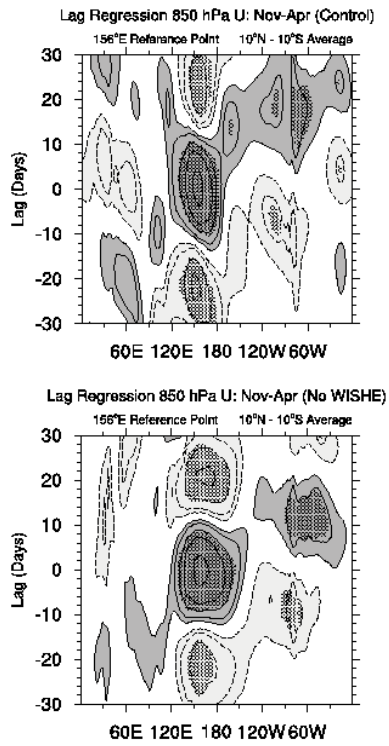 Lag Regression 850 hPa U: Nov-Apr (Control)
156°E Reference Point 10°N - 10°S Average
30
20
10
0
-10
-20
-30
Lag (Days)
60E 120E 180 120W 60W
Lag Regression 850 hPa U: Nov-Apr (No WISHE)
156°E Reference Point 10°N - 10°S Average
30
20
10
0
-10
-20
-30
Lag (Days)
60E 120E 180 120W 60W